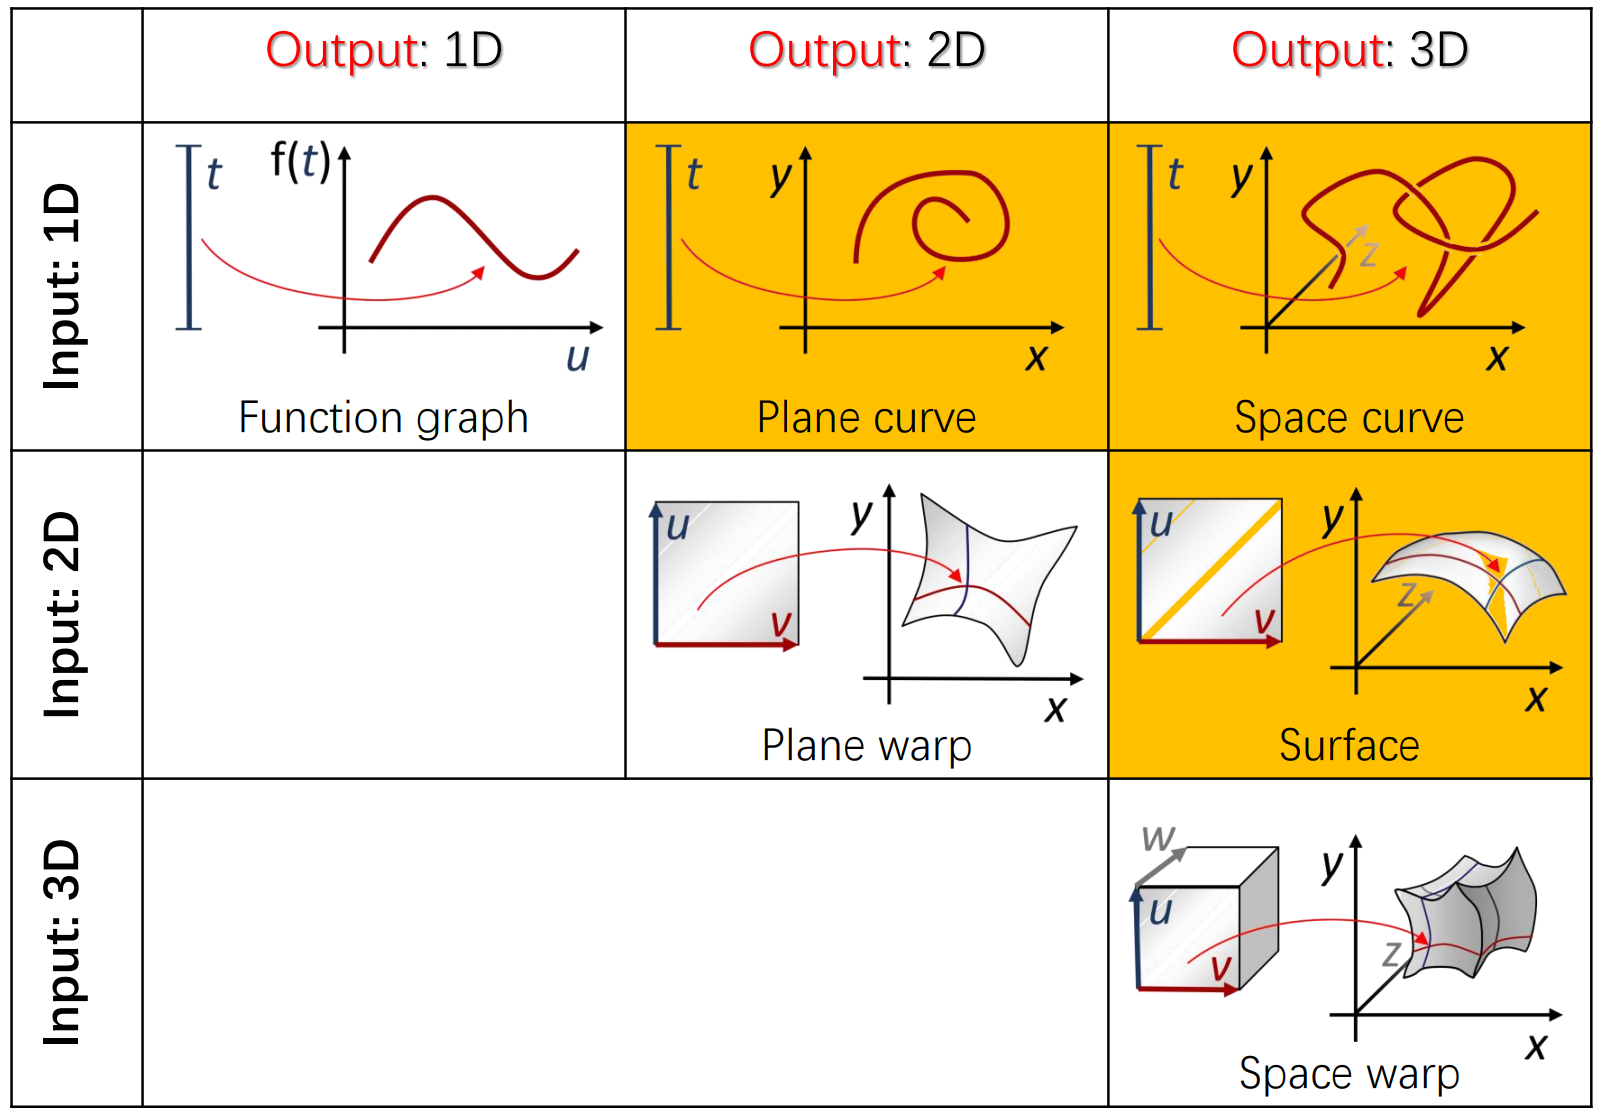 Output: 1D
Output: 2D
Output: 3D
Input: 1D
t
f(t)
u
Function graph
t
y
x
Plane curve
t
y
z
x
Space curve
Input: 2D
u
v
y
x
Plane warp
u
v
y
z
x
Surface
Input: 3D
w
u
v
y
z
x
Space warp